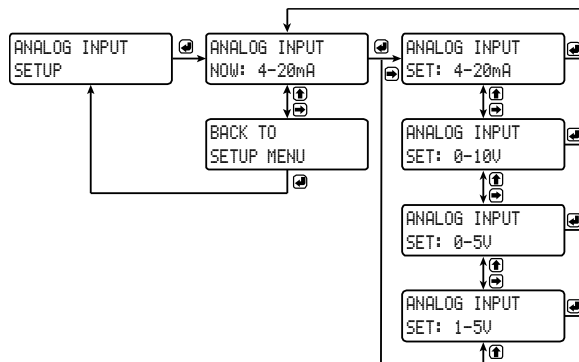 ANALOG INPUT
SETUP
ANALOG INPUT
NOW: 4-20mA
BACK TO
SETUP MENU
ANALOG INPUT
SET: 4-20mA
ANALOG INPUT
SET: 0-10V
ANALOG INPUT
SET: 0-5V
ANALOG INPUT
SET: 1-5V